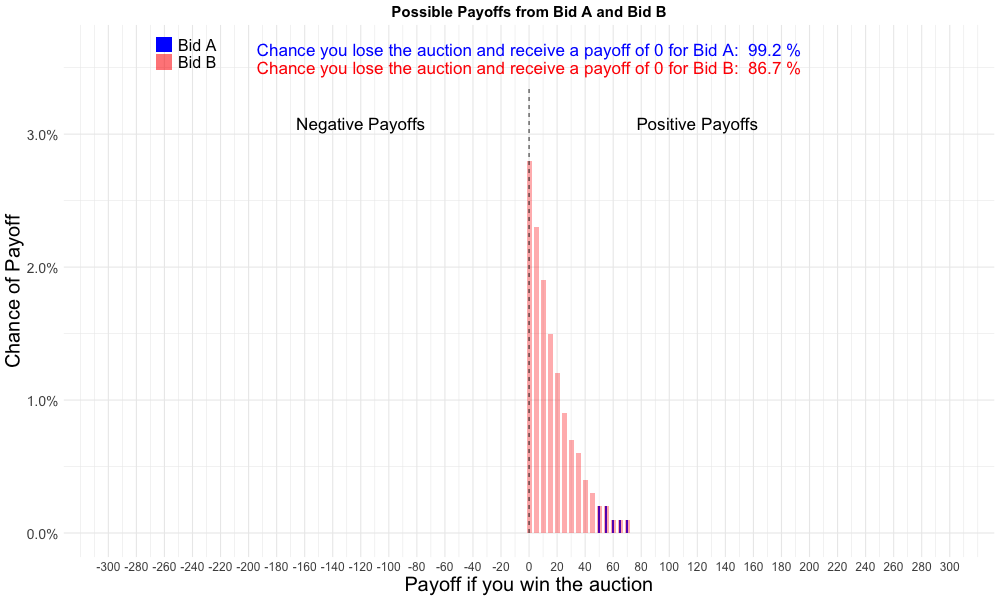 Possible Payoffs from Bid A and Bid B
Bid A
Bid B
Chance you lose the auction and receive a payoff of 0 for Bid A: 99.2 %
Chance you lose the auction and receive a payoff of 0 for Bid B: 86.7 %
Negative Payoffs
Positive Payoffs
Chance of Payoff
3.0%
2.0%
1.0%
0.0%
-300 -280 -260 -240 -220 -200 -180 -160 -140 -120 -100 -80 -60 -40 -20 0 20 40 60 80 100 120 140 160 180 200 220 240 260 280 300
Payoff if you win the auction